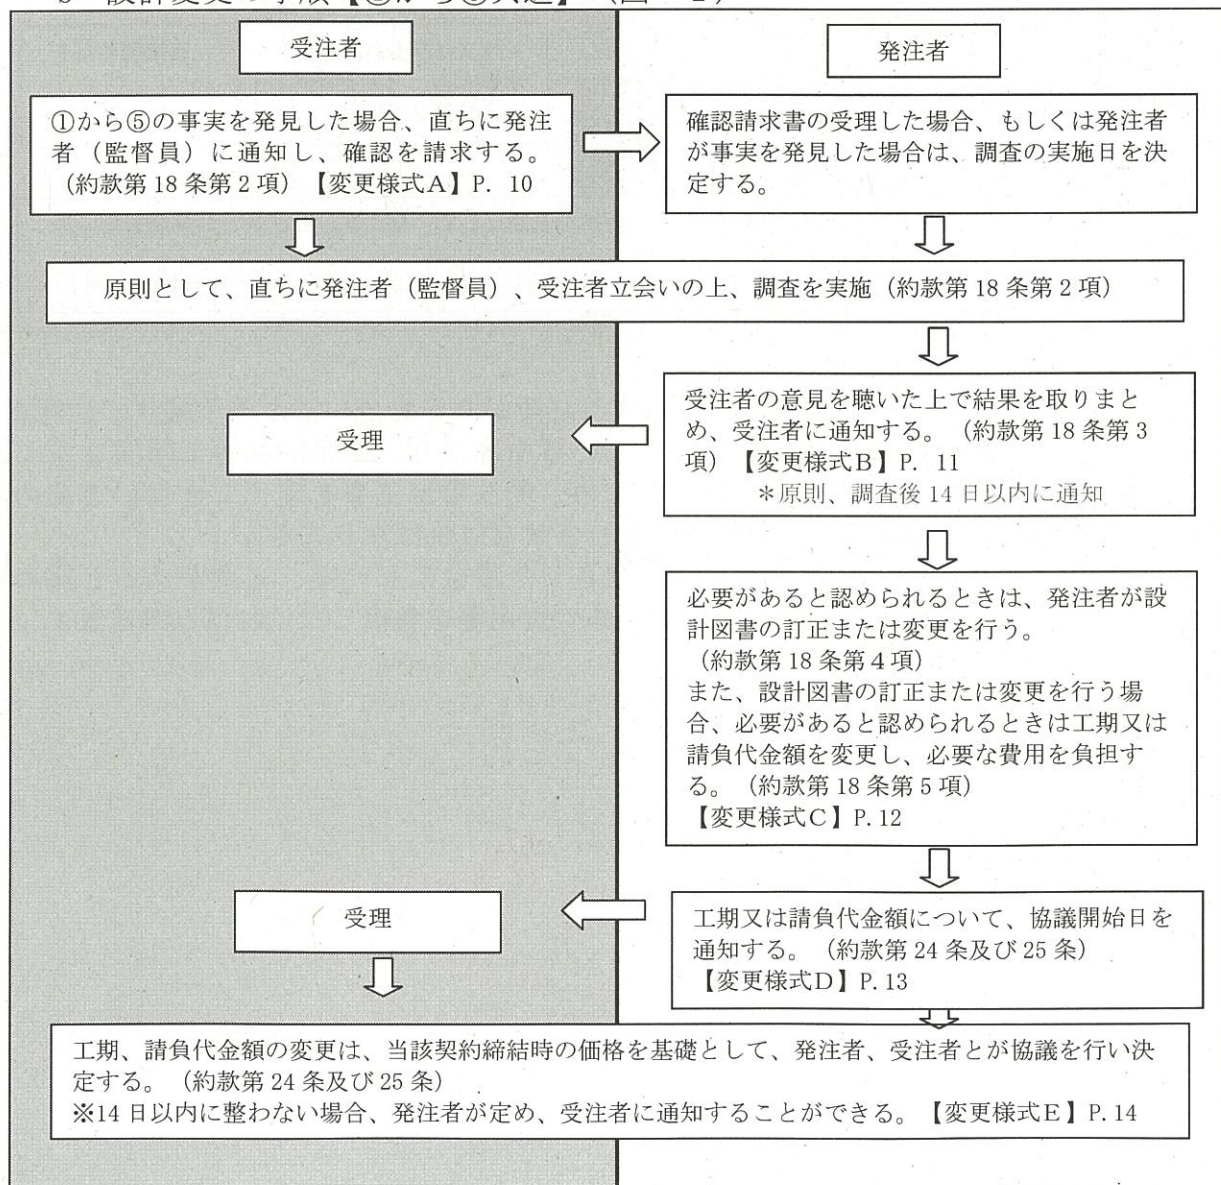 受注者
発注者
①から⑤の事実を発見した場合、直ちに発注
者（監督員）に通知し、確認を請求する。
（約款第18条第2項）【変更様式A】P. 10
確認請求書の受理した場合、もしくは発注者
が事実を発見した場合は、調査の実施日を決
定する。
原則として、直ちに発注者（監督員）、受注者立会いの上、調査を実施（約款第18条第2項）
受注者の意見を聴いた上で結果を取りまと
め、受注者に通知する。（約款第18条第3
項）【変更様式B】P. 11
＊原則、調査後14日以内に通知
受理
必要があると認められるときは、発注者が設
計図書の訂正または変更を行う。
（約款第18条第4項）
また、設計図書の訂正または変更を行う場
合、必要があると認められるときは工期又は
請負代金額を変更し、必要な費用を負担す
る。（約款第18条第5項）
【変更様式C】P.12
受理
工期又は請負代金額について、協議開始日を
通知する。（約款第24条及び25条）
【変更様式D】P.13
工期、請負代金額の変更は、当該契約締結時の価格を基礎として、発注者、受注者とが協議を行い決
定する。（約款第24条及び25条）
※14日以内に整わない場合、発注者が定め、受注者に通知することができる。【変更様式E】P.14